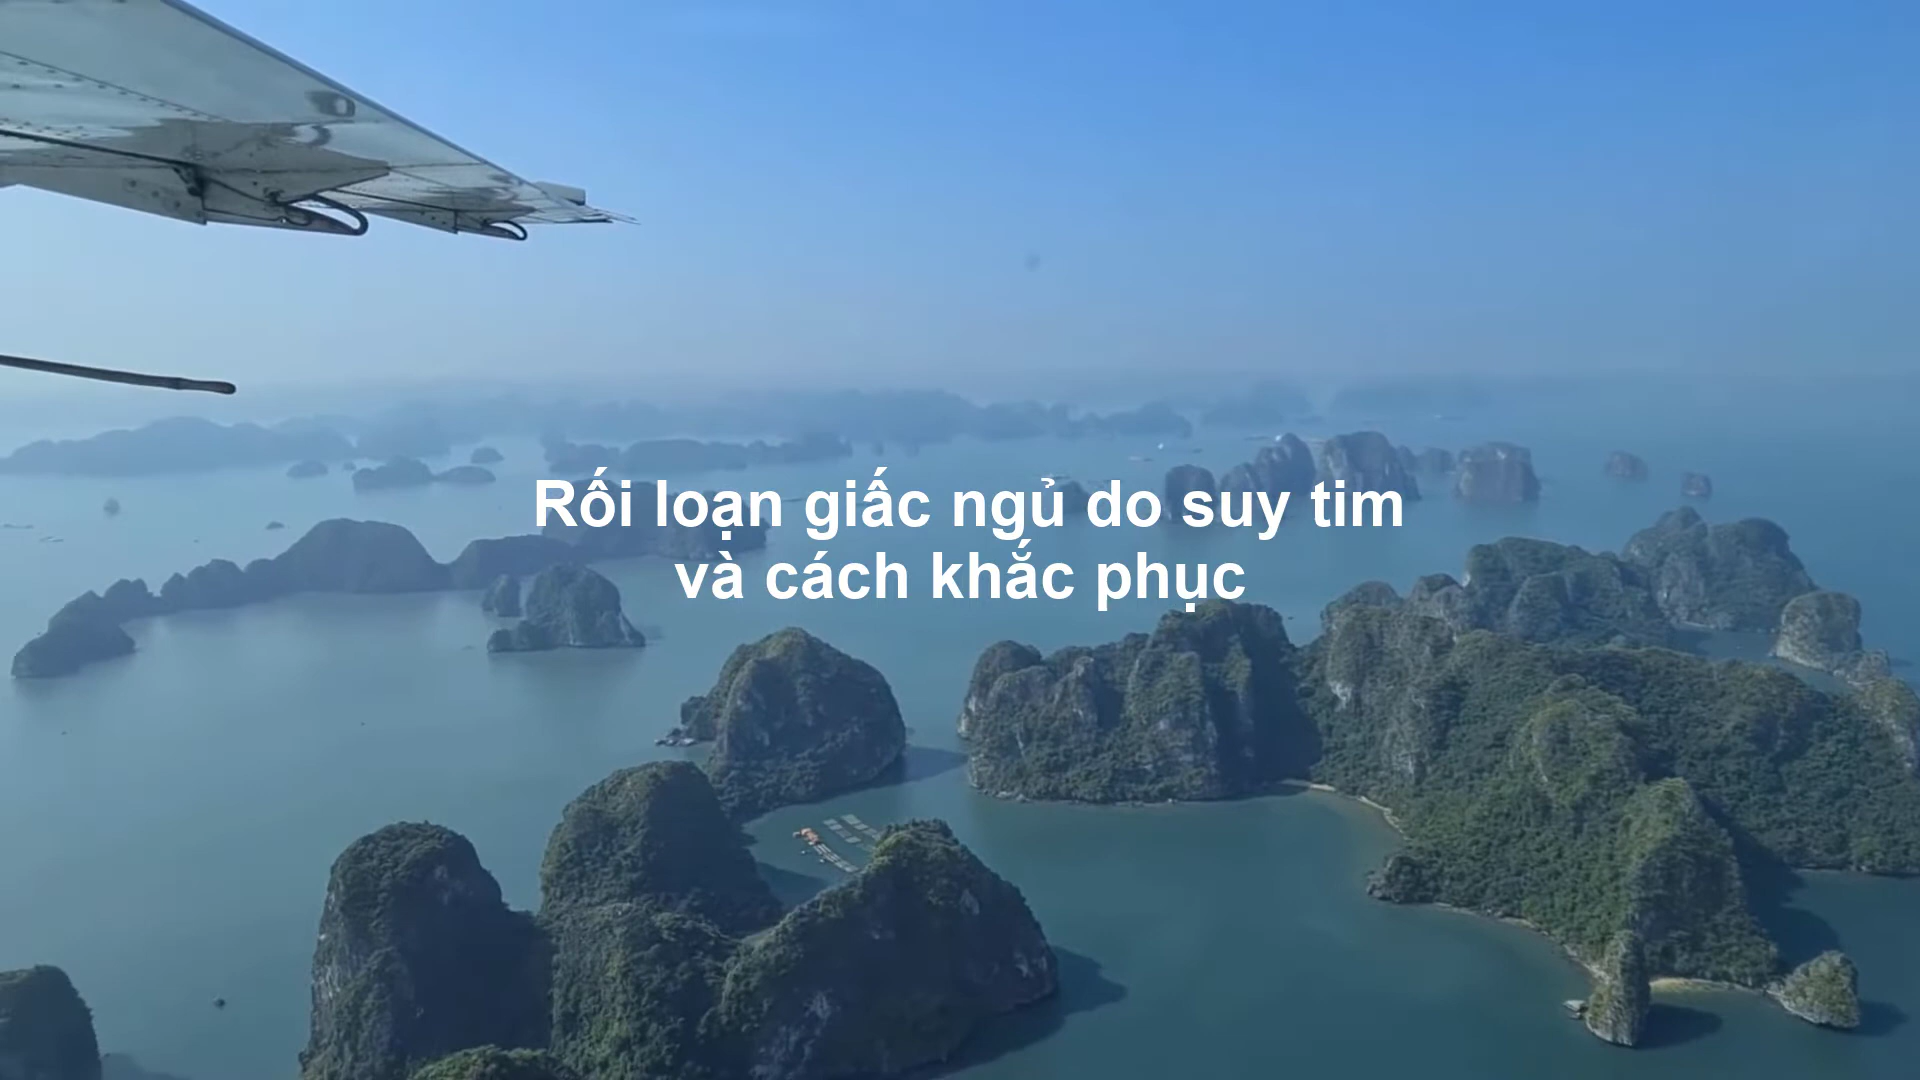 Rối loạn giấc ngủ do suy tim
và cách khắc phục